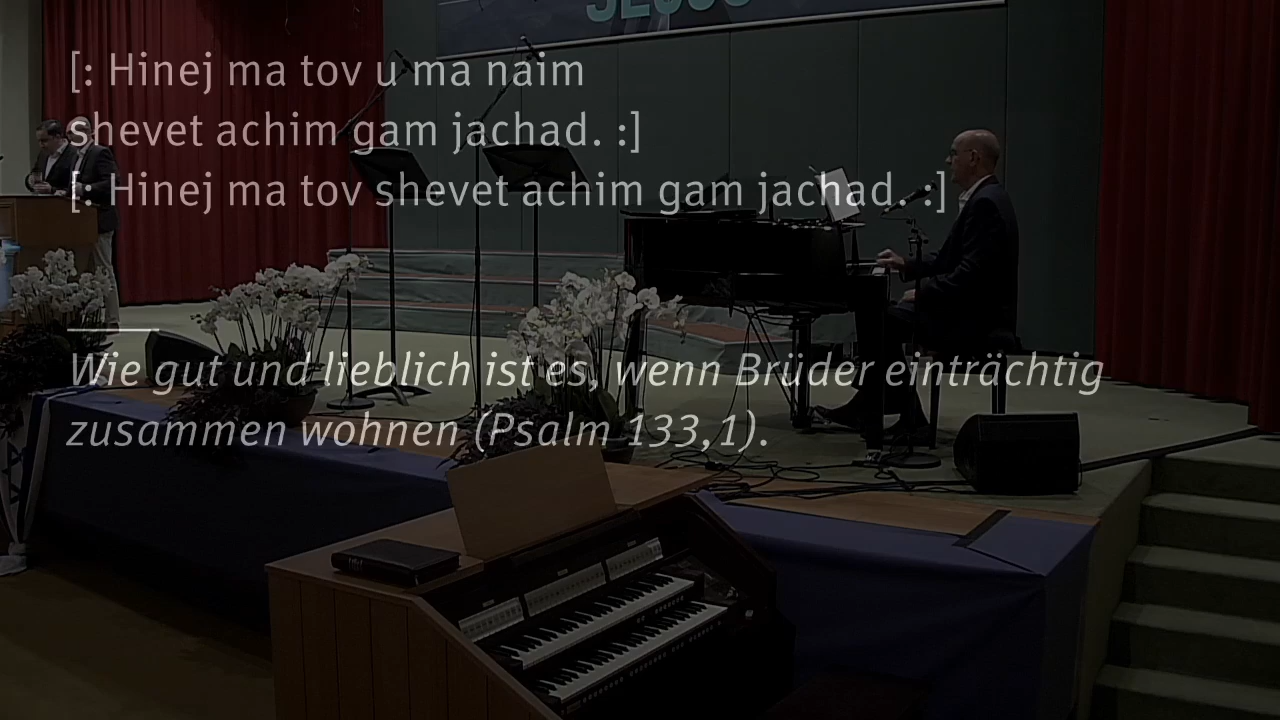 JESUS
[: Hinej ma tov u ma naim
shevet achim gam jachad. :]
[: Hinej ma tov shevet achim gam jachad. :]
Wie gut und lieblich ist es, wenn Brüder einträchtig
zusammen wohnen (Psalm 133,1).